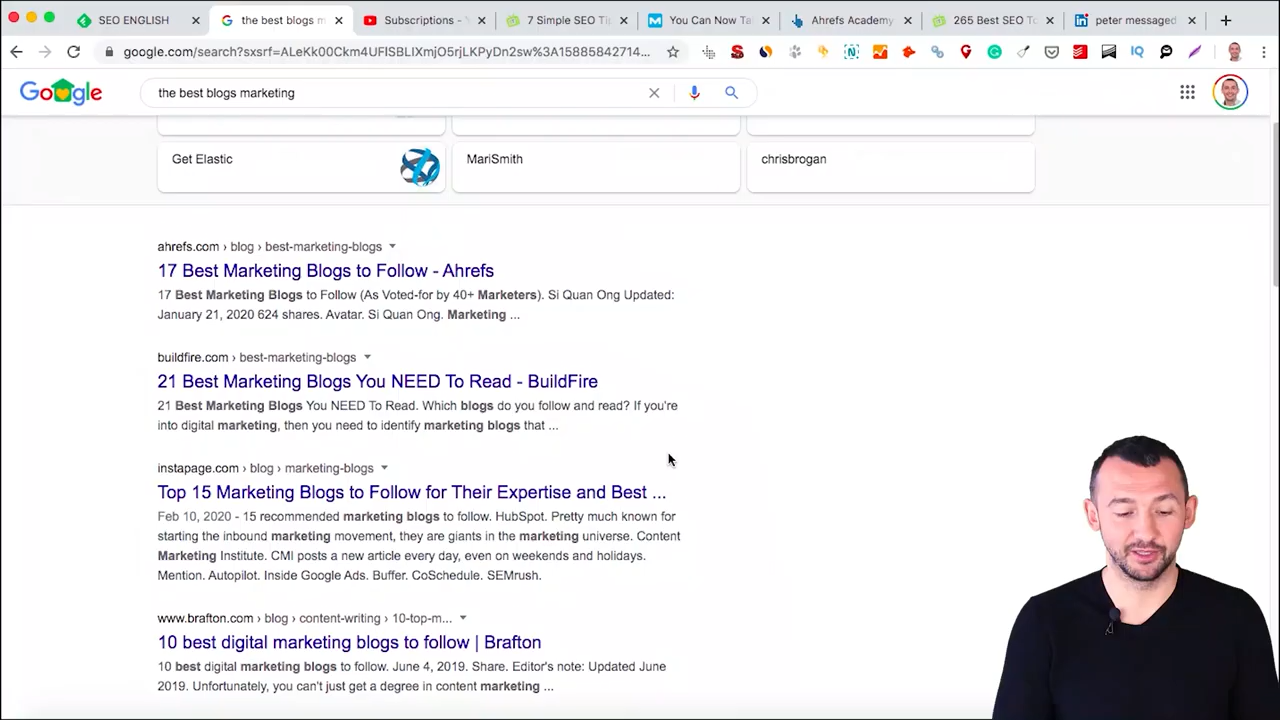 SEO ENGLISH
the best blogs m
Subscriptions - Y
7 Simple SEO Ti
You Can Now Ta
Ahrefs Academy
265 Best SEO To
peter messaged
google.com/search?sxsrf=ALeKk00Ckm4UFISBLIXmjO5rjLKPyDn2sw%3A15885842714...
Google
the best blogs marketing
Get Elastic
MariSmith
chrisbrogan
ahrefs.com › blog › best-marketing-blogs
17 Best Marketing Blogs to Follow - Ahrefs
17 Best Marketing Blogs to Follow (As Voted-for by 40+ Marketers). Si Quan Ong Updated:
January 21, 2020 624 shares. Avatar. Si Quan Ong. Marketing ...
buildfire.com › best-marketing-blogs
21 Best Marketing Blogs You NEED To Read - BuildFire
21 Best Marketing Blogs You NEED To Read. Which blogs do you follow and read? If you're
into digital marketing, then you need to identify marketing blogs that ...
instapage.com › blog › marketing-blogs
Top 15 Marketing Blogs to Follow for Their Expertise and Best ...
Feb 10, 2020 - 15 recommended marketing blogs to follow. HubSpot. Pretty much known for
starting the inbound marketing movement, they are giants in the marketing universe. Content
Marketing Institute. CMI posts a new article every day, even on weekends and holidays.
Mention. Autopilot. Inside Google Ads. Buffer. CoSchedule. SEMrush.
www.brafton.com › blog › content-writing › 10-top-m...
10 best digital marketing blogs to follow | Brafton
10 best digital marketing blogs to follow. June 4, 2019. Share. Editor's note: Updated June
2019. Unfortunately, you can't just get a degree in content marketing ...